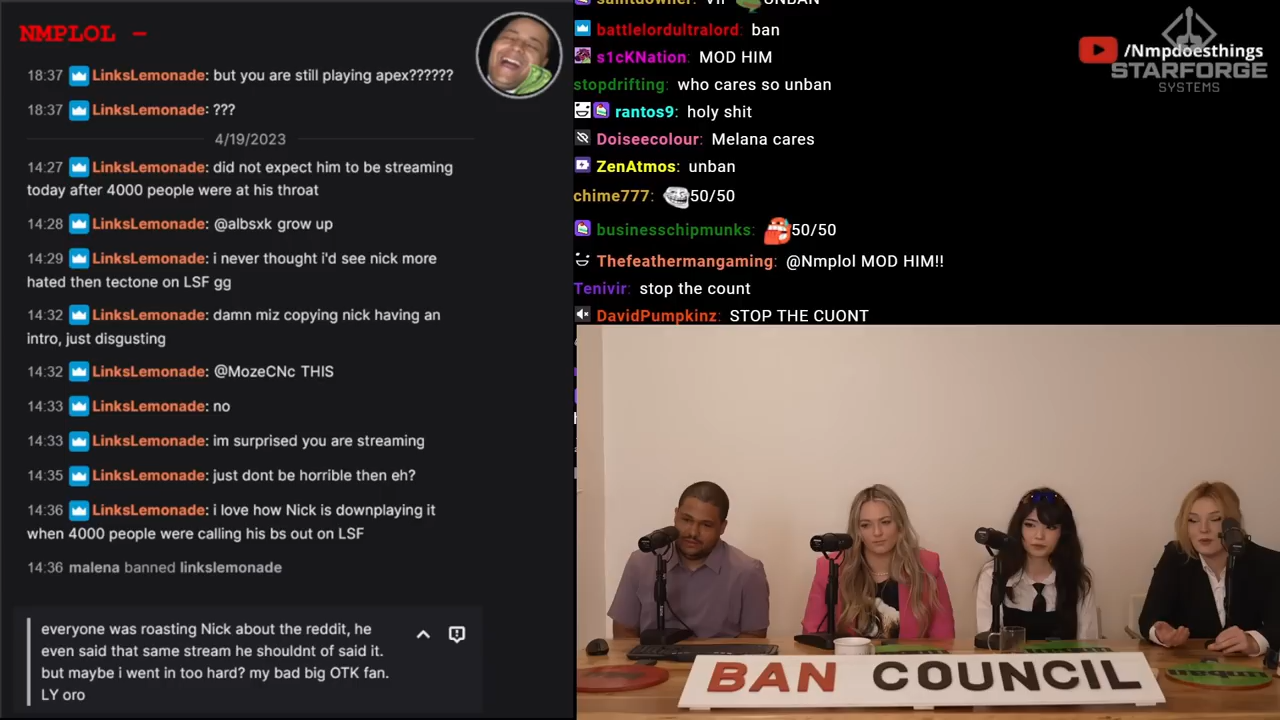 NMPLOL -
18:37 LinksLemonade: but you are still playing apex??????
18:37 LinksLemonade: ???
4/19/2023
14:27 LinksLemonade: did not expect him to be streaming
today after 4000 people were at his throat
14:28 LinksLemonade: @albsxk grow up
14:29 LinksLemonade: i never thought i'd see nick more
hated then tectone on LSF gg
14:32 LinksLemonade: damn miz copying nick having an
intro, just disgusting
14:32 LinksLemonade: @MozeCNc THIS
14:33 LinksLemonade: no
14:33 LinksLemonade: im surprised you are streaming
14:35 LinksLemonade: just dont be horrible then eh?
14:36 LinksLemonade: i love how Nick is downplaying it
when 4000 people were calling his bs out on LSF
14:36 malena banned linkslemonade
everyone was roasting Nick about the reddit, he
even said that same stream he shouldnt of said it.
but maybe i went in too hard? my bad big OTK fan.
LY oro
UNBAN
battlelordultralord: ban
s1cKNation: MOD HIM
stopdrifting: who cares so unban
rantos9: holy shit
Doiseecolour: Melana cares
ZenAtmos: unban
chime777: 50/50
businesschipmunks: 50/50
Thefeathermangaming: @Nmplol MOD HIM!!
Tenivir: stop the count
DavidPumpkinz: STOP THE CUONT
/Nmpdoesthings
STARFORGE
SYSTEMS
BAN COUNCIL